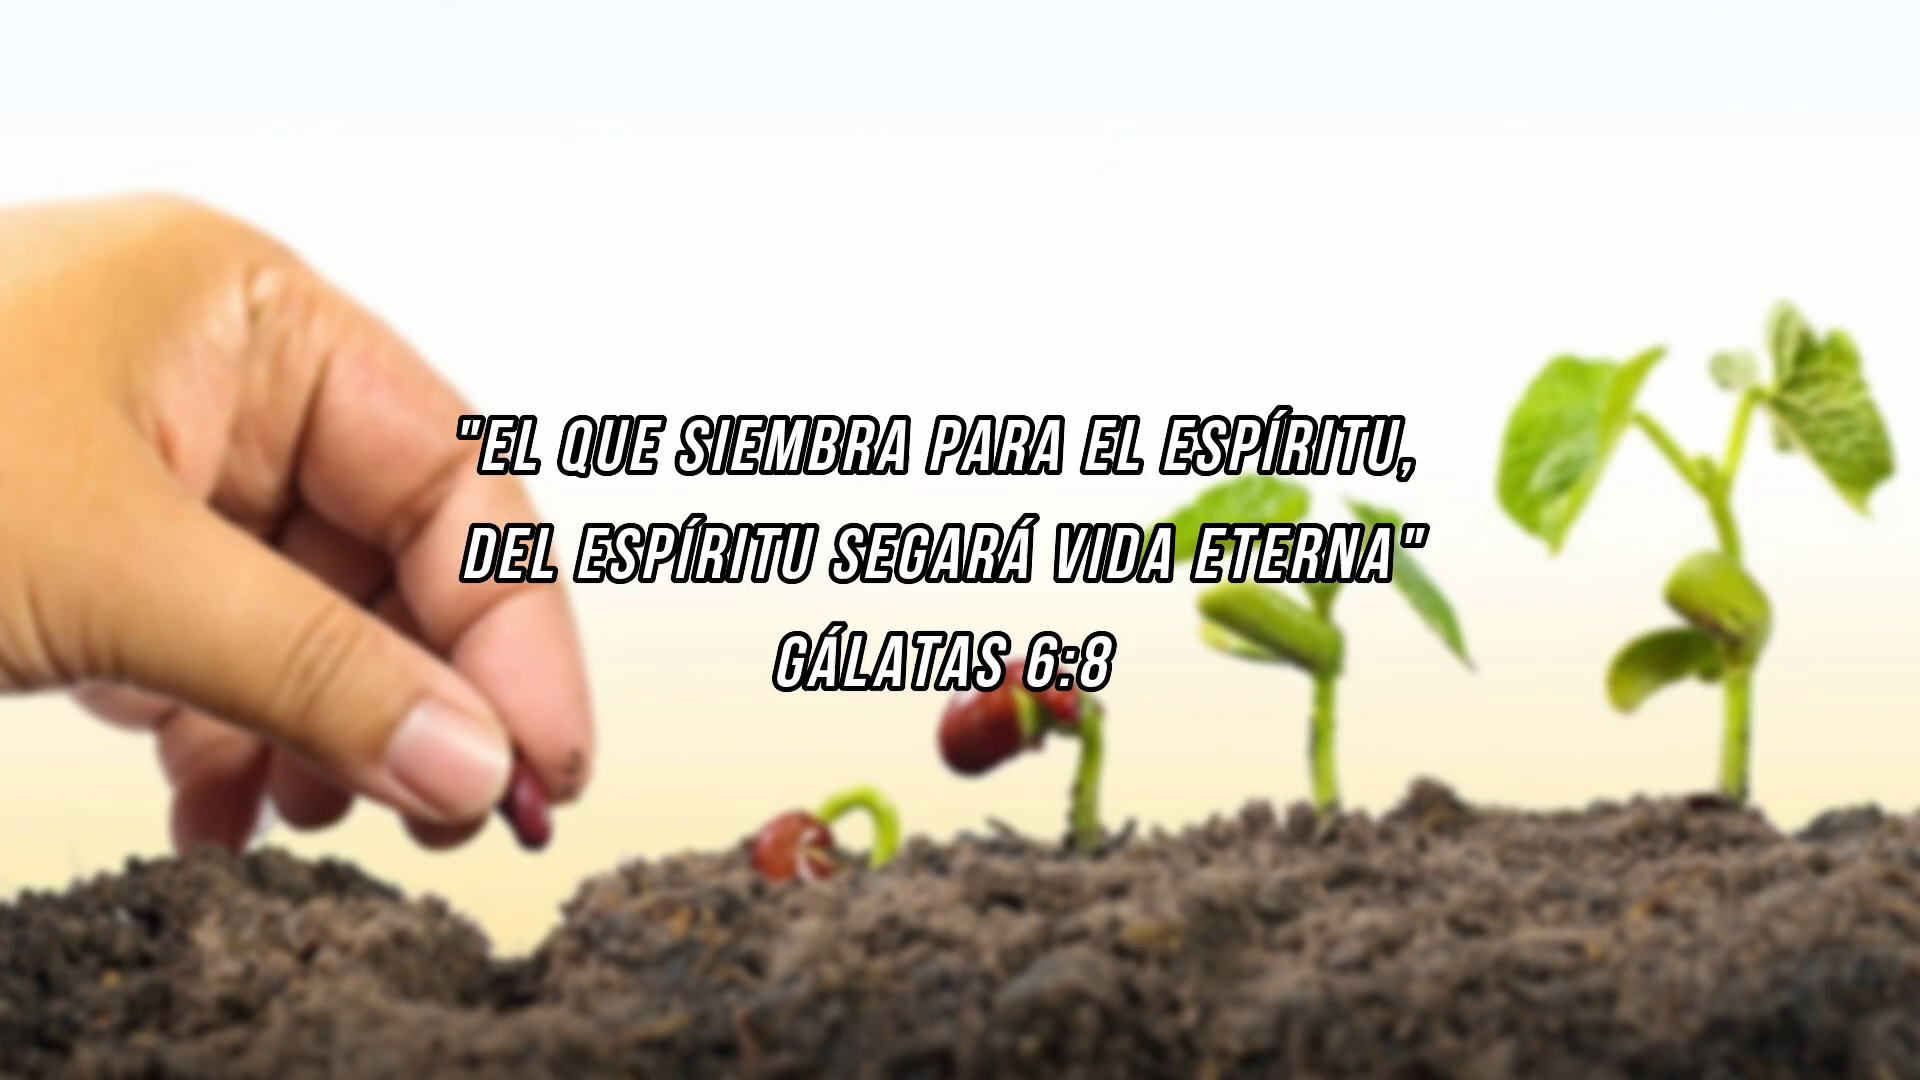 "EL QUE SIEMBRA PARA EL ESPÍRITU,
DEL ESPÍRITU SEGARÁ VIDA ETERNA"
GÁLATAS 6:8